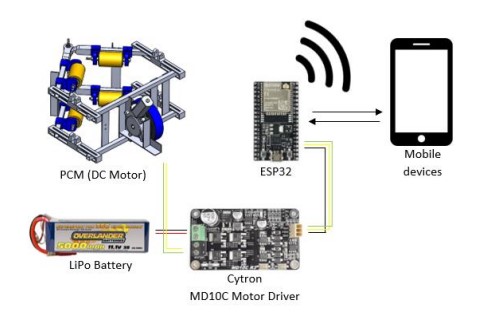 PCM (DC Motor)
ESP32
Mobile
devices
OVERLANDER
5000mAh 11.1V
LiPo Battery
Cytron
MD10C Motor Driver